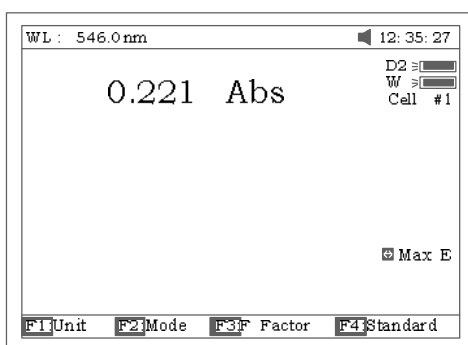 WL : 546.0nm 12:35:27
D2
W
0.221 Abs
Cell #1
Max E
F1:Unit F2:Mode F3:F Factor F4:Standard